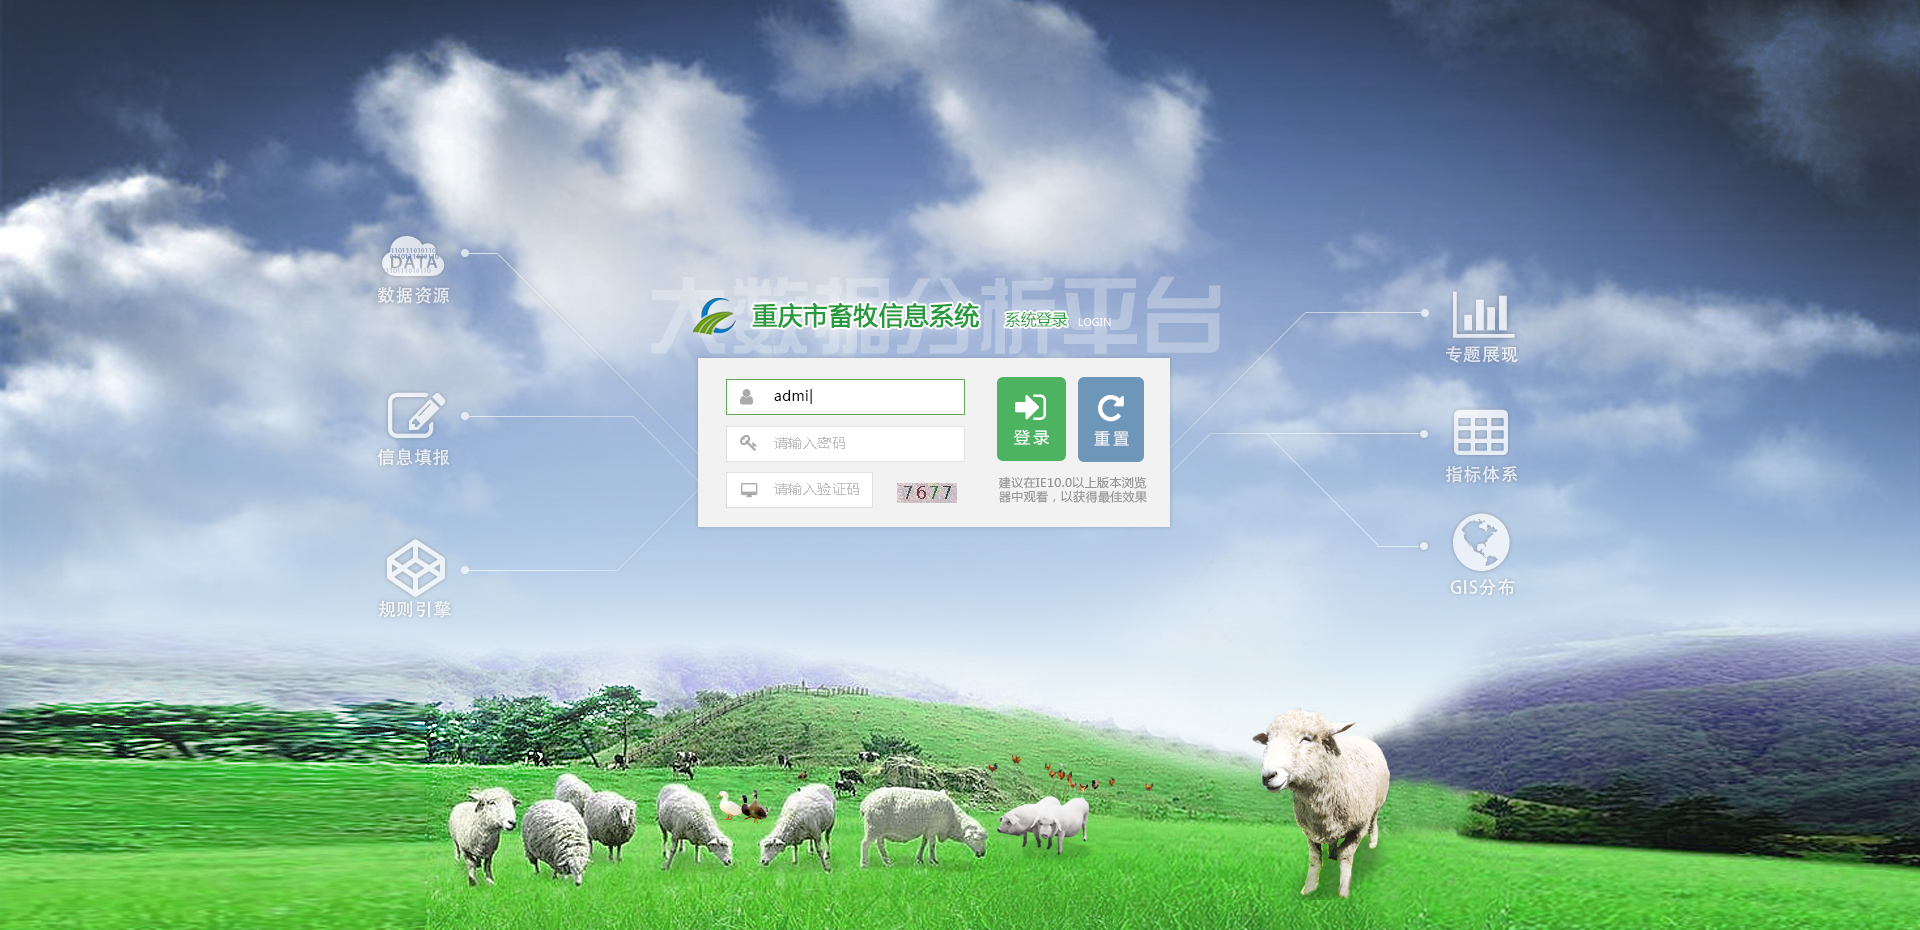 大数据分析平台
重庆市畜牧信息系统 系统登录 LOGIN
admi
请输入密码
请输入验证码
7677
登录
重置
建议在IE10.0以上版本浏览
器中观看，以获得最佳效果
DATA
数据资源
信息填报
规则引擎
专题展现
指标体系
GIS分布